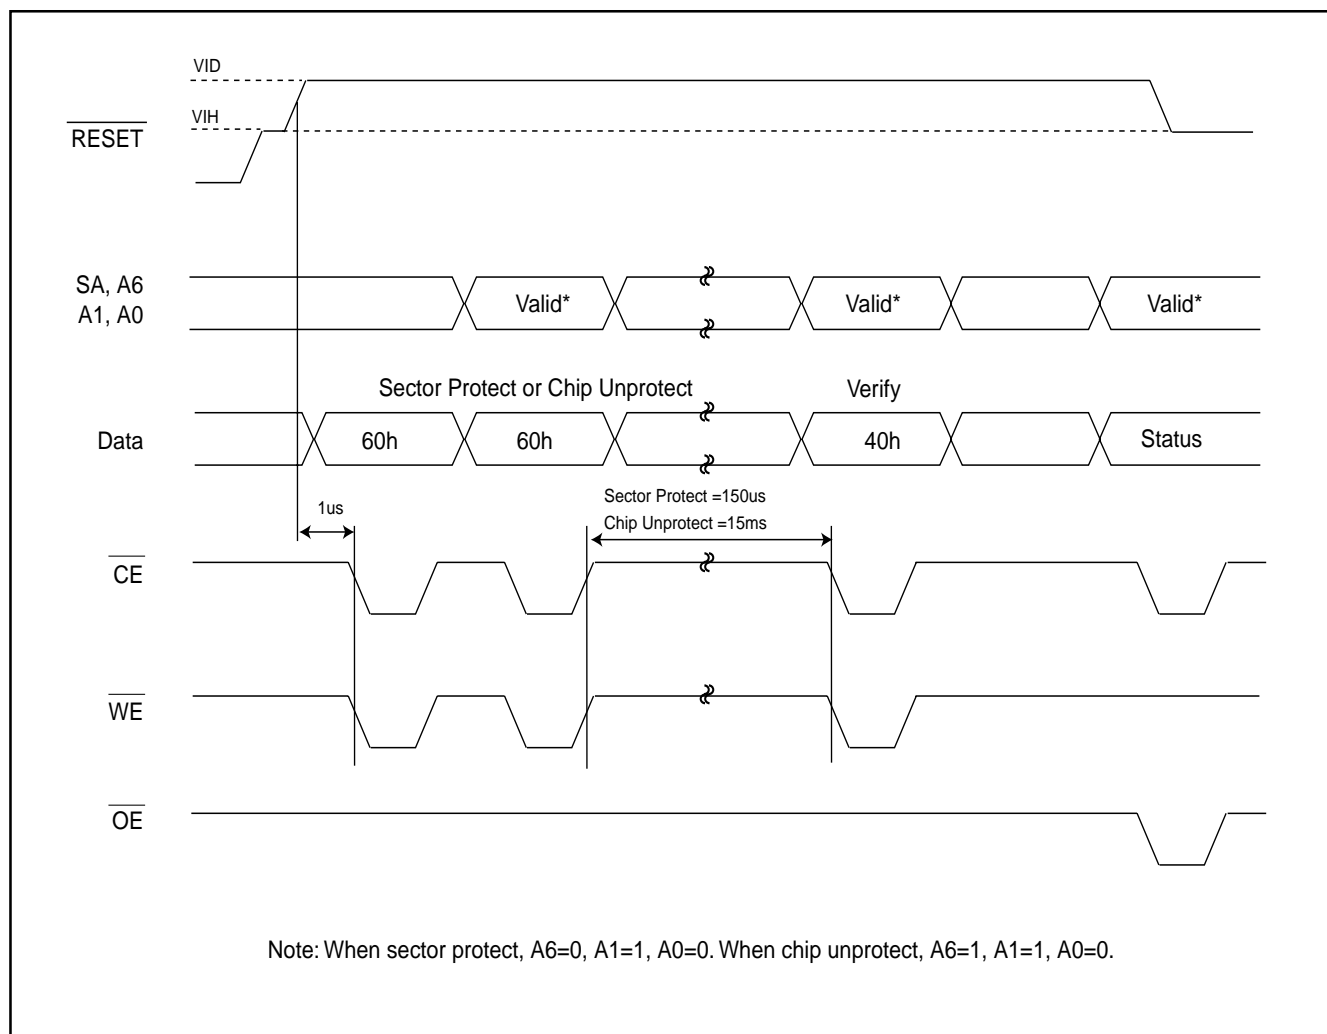 VID
VIH
RESET
SA, A6
A1, A0
Valid*
Valid*
Valid*
Sector Protect or Chip Unprotect
Verify
Data
60h
60h
40h
Status
1us
Sector Protect =150us
Chip Unprotect =15ms
CE
WE
OE
Note: When sector protect, A6=0, A1=1, A0=0. When chip unprotect, A6=1, A1=1, A0=0.